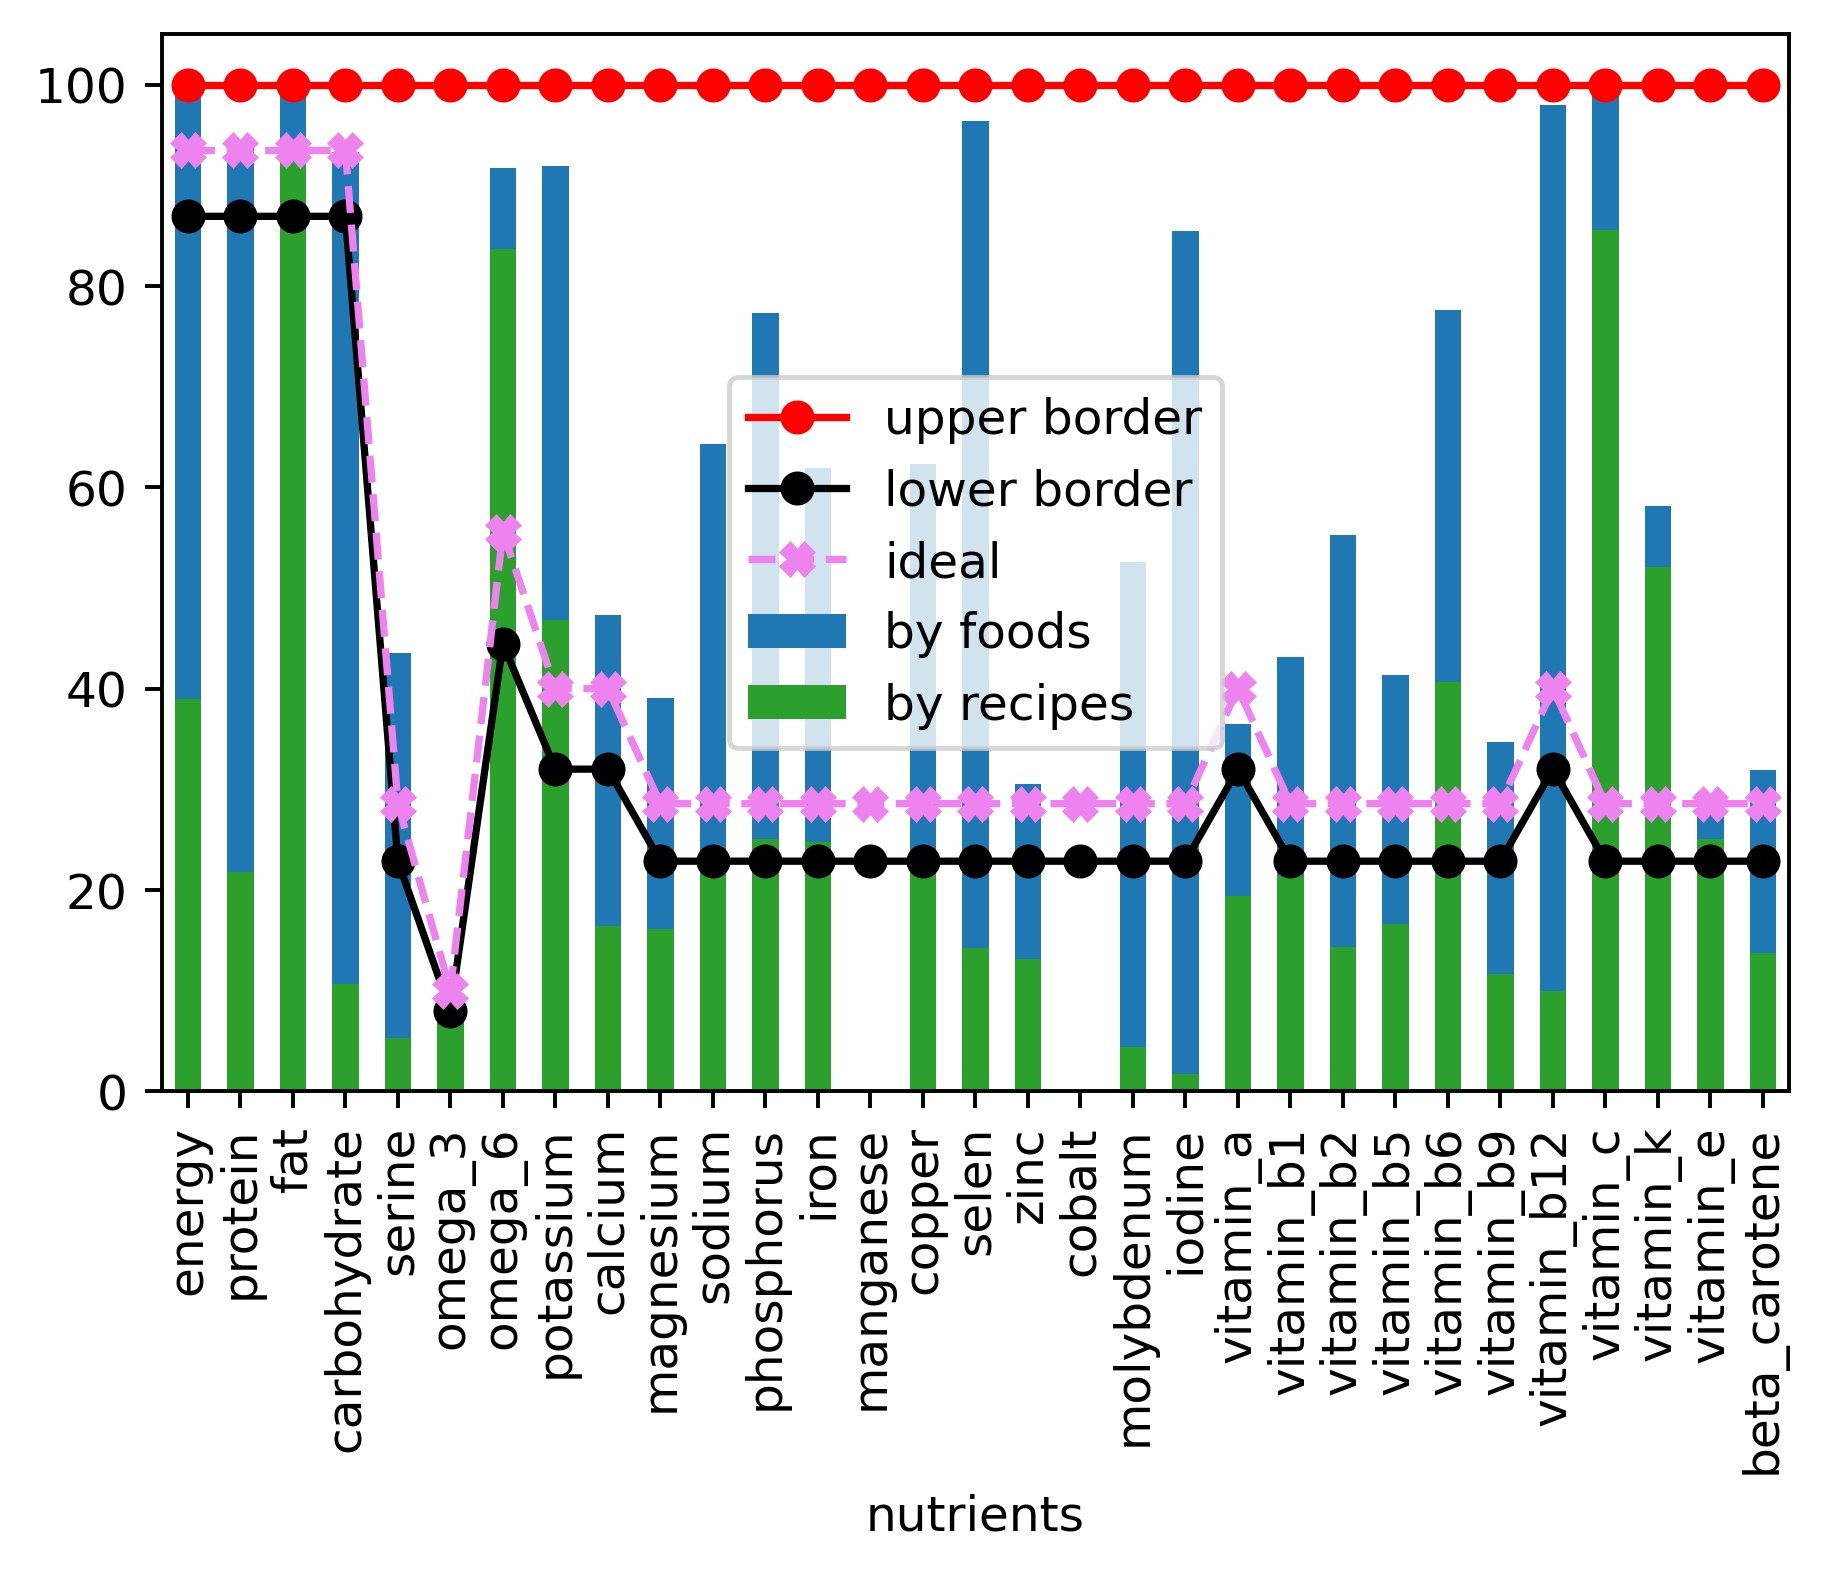 100
80
60
40
20
0
upper border
lower border
ideal
by foods
by recipes
energy
protein
fat
carbohydrate
serine
omega_3
omega_6
potassium
calcium
magnesium
sodium
phosphorus
iron
manganese
copper
selen
zinc
cobalt
molybdenum
iodine
vitamin_a
vitamin_b1
vitamin_b2
vitamin_b5
vitamin_b6
vitamin_b9
vitamin_b12
vitamin_c
vitamin_k
vitamin_e
beta_carotene
nutrients